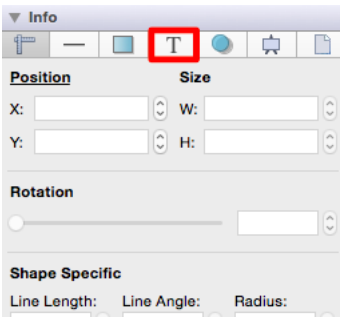 Info
T
Position Size
X: W:
Y: H:
Rotation
Shape Specific
Line Length: Line Angle: Radius: